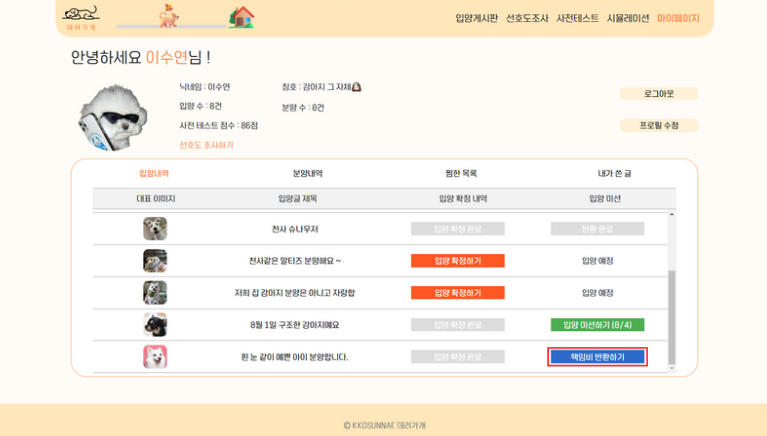 데려가개
입양게시판 선호도조사 사전테스트 시뮬레이션 마이페이지
안녕하세요 이수연님 !
닉네임 : 이수연 칭호 : 강아지 그 자체
입양 수 : 8건 분양 수 : 0건
사전 테스트 점수 : 86점
선호도 조사하기
로그아웃
프로필 수정
입양내역 분양내역 찜한 목록 내가 쓴 글
대표 이미지 입양글 제목 입양 확정 내역 입양 미션
천사 슈나우저 입양 확정 완료 반환 완료
천사같은 말티즈 분양해요 ~ 입양 확정하기 입양 예정
저희 집 강아지 분양은 아니고 자랑합 입양 확정하기 입양 예정
8월 1일 구조한 강아지예요 입양 확정 완료 입양 미션하기 (0/4)
흰 눈 같이 예쁜 아이 분양합니다. 입양 확정 완료 책임비 반환하기
© KKOSUNNAE 데려가개